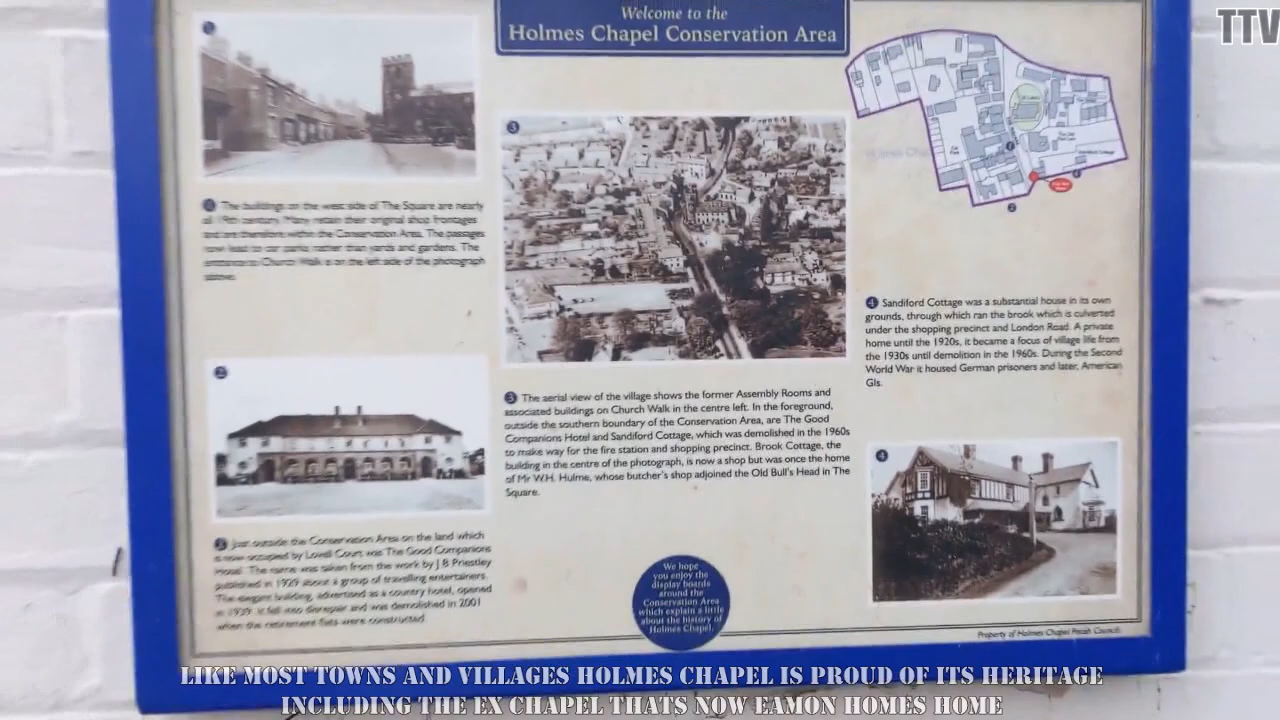 TTV
Welcome to the
Holmes Chapel Conservation Area
1
1 The buildings on the west side of The Square are nearly
all 19th century. Many retain their original shop frontages
and are therefore within the Conservation Area. The passages
now lead to car parks rather than yards and gardens. The
entrance to Church Walk is on the left side of the photograph
above.
2
2 Just outside the Conservation Area on the land which
is now occupied by Lovell Court was The Good Companions
Hotel. The name was taken from the work by J B Priestley
published in 1929 about a group of travelling entertainers.
The elegant building, advertised as a country hotel, opened
in 1939. It fell into disrepair and was demolished in 2001
when the retirement flats were constructed.
3
3 The aerial view of the village shows the former Assembly Rooms and
associated buildings on Church Walk in the centre left. In the foreground,
outside the southern boundary of the Conservation Area, are The Good
Companions Hotel and Sandiford Cottage, which was demolished in the 1960s
to make way for the fire station and shopping precinct. Brook Cottage, the
building in the centre of the photograph, is now a shop but was once the home
of Mr W.H. Hulme, whose butcher's shop adjoined the Old Bull's Head in The
Square.
We hope
you enjoy the
display boards
around the
Conservation Area
which explain a little
about the history of
Holmes Chapel.
4 Sandiford Cottage was a substantial house in its own
grounds, through which ran the brook which is culverted
under the shopping precinct and London Road. A private
home until the 1920s, it became a focus of village life from
the 1930s until demolition in the 1960s. During the Second
World War it housed German prisoners and later, American
GIs.
4
Property of Holmes Chapel Parish Council
LIKE MOST TOWNS AND VILLAGES HOLMES CHAPEL IS PROUD OF ITS HERITAGE
INCLUDING THE EX CHAPEL THATS NOW EAMON HOMES HOME